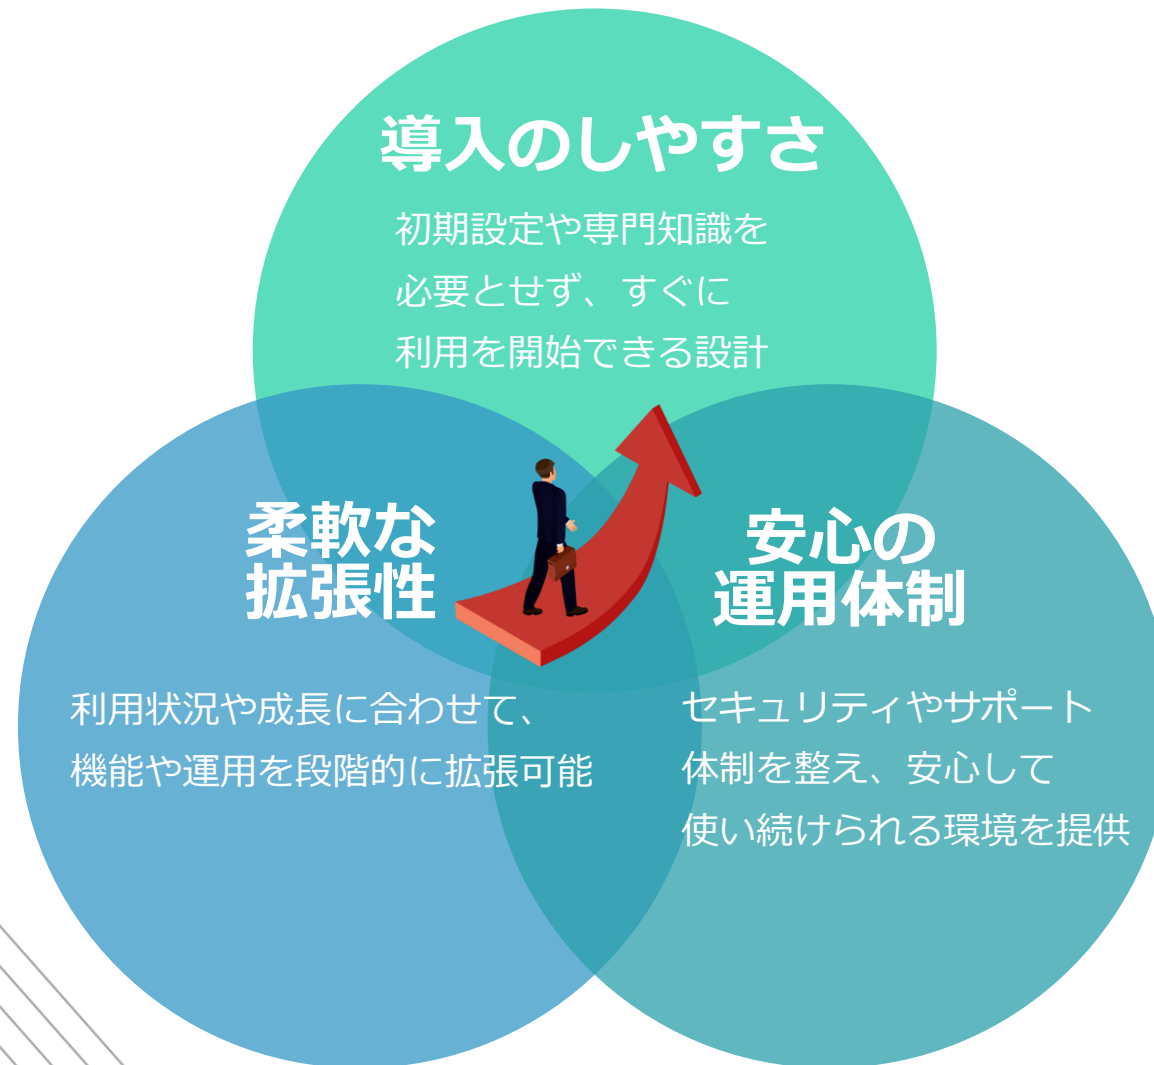 導入のしやすさ
初期設定や専門知識を
必要とせず、すぐに
利用を開始できる設計
柔軟な
拡張性
利用状況や成長に合わせて、
機能や運用を段階的に拡張可能
安心の
運用体制
セキュリティやサポート
体制を整え、安心して
使い続けられる環境を提供